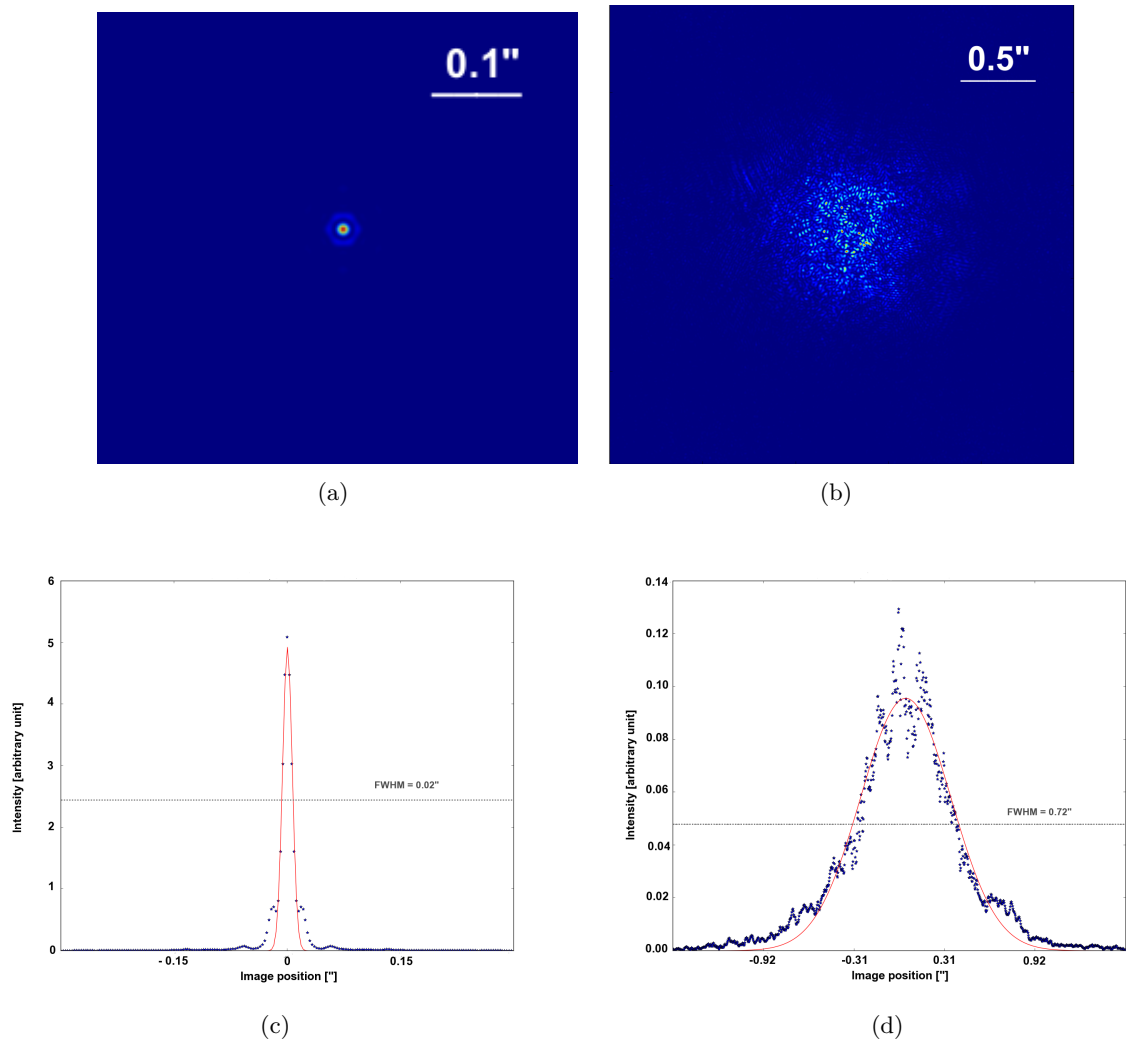 0.1"
0.5"
(a)
(b)
6
5
4
3
2
1
0
Intensity [arbitrary unit]
FWHM = 0.02"
- 0.15
0
0.15
Image position ["]
0.14
0.12
0.10
0.08
0.06
0.04
0.02
0.00
Intensity [arbitrary unit]
FWHM = 0.72"
-0.92
-0.31
0.31
0.92
Image position ["]
(c)
(d)